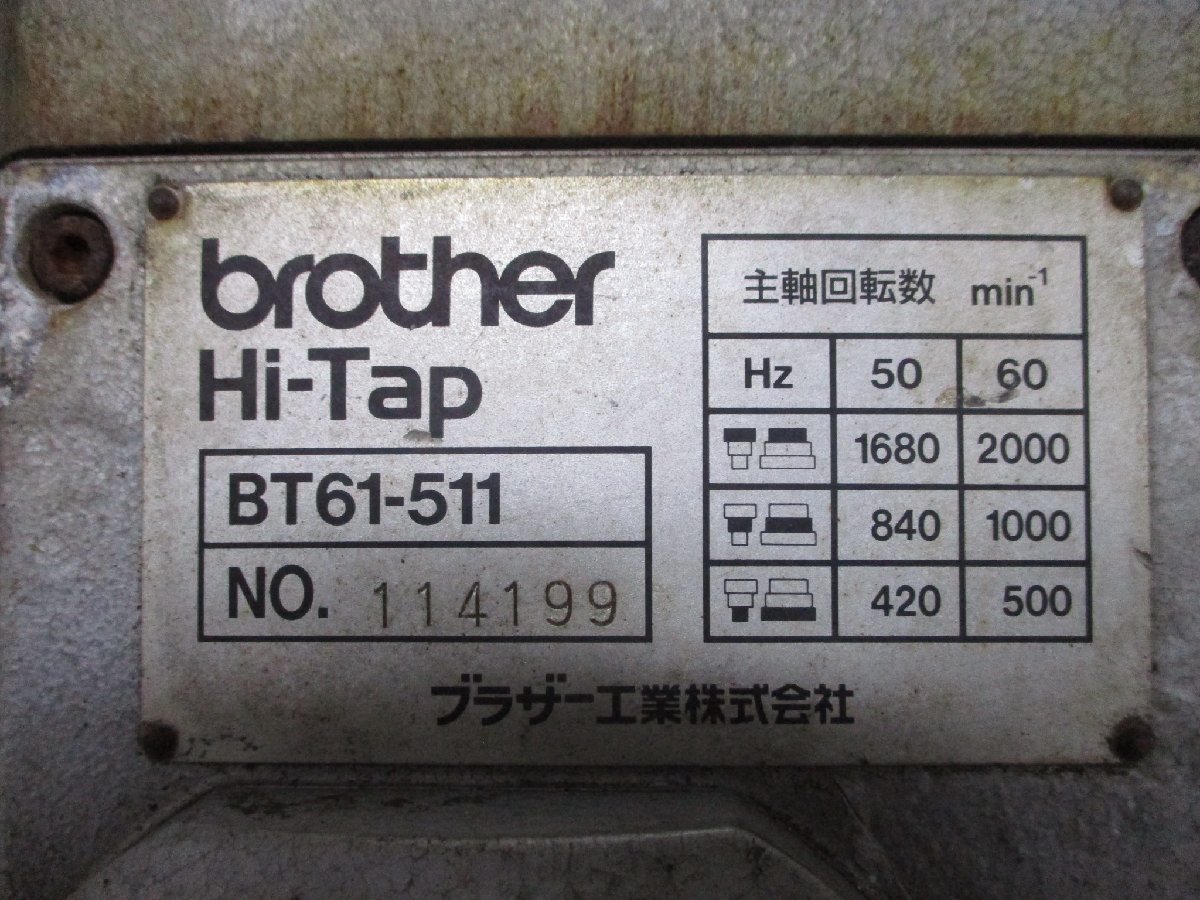 brother
Hi-Tap
BT61-511
NO. 114199
主軸回転数 min⁻¹
Hz 50 60
1680 2000
840 1000
420 500
ブラザー工業株式会社